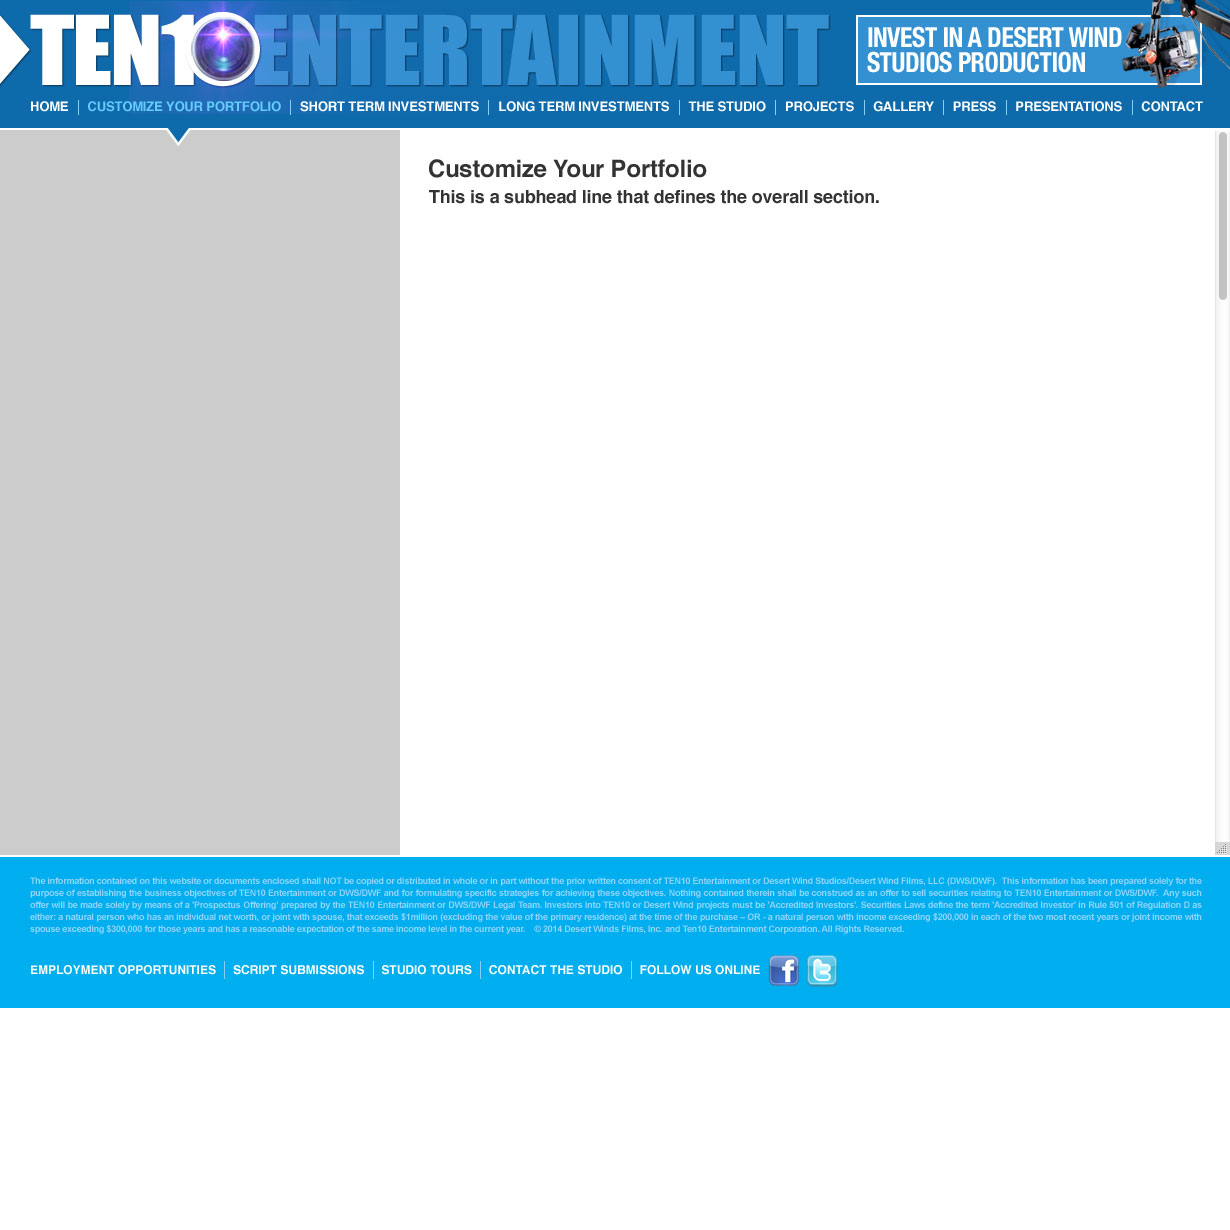 TEN10 ENTERTAINMENT
INVEST IN A DESERT WIND
STUDIOS PRODUCTION
HOME CUSTOMIZE YOUR PORTFOLIO SHORT TERM INVESTMENTS LONG TERM INVESTMENTS THE STUDIO PROJECTS GALLERY PRESS PRESENTATIONS CONTACT
Customize Your Portfolio
This is a subhead line that defines the overall section.
The information contained on this website or documents enclosed shall NOT be copied or distributed in whole or in part without the prior written consent of TEN10 Entertainment or Desert Wind Studios/Desert Wind Films, LLC (DWS/DWF). This information has been prepared solely for the
purpose of establishing the business objectives of TEN10 Entertainment or DWS/DWF and for formulating specific strategies for achieving these objectives. Nothing contained therein shall be construed as an offer to sell securities relating to TEN10 Entertainment or DWS/DWF. Any such
offer will be made solely by means of a 'Prospectus Offering' prepared by the TEN10 Entertainment or DWS/DWF Legal Team. Investors into TEN10 or Desert Wind projects must be 'Accredited Investors'. Securities Laws define the term 'Accredited Investor' in Rule 501 of Regulation D as
either: a natural person who has an individual net worth, or joint with spouse, that exceeds $1million (excluding the value of the primary residence) at the time of the purchase – OR - a natural person with income exceeding $200,000 in each of the two most recent years or joint income with
spouse exceeding $300,000 for those years and has a reasonable expectation of the same income level in the current year. © 2014 Desert Winds Films, Inc. and Ten10 Entertainment Corporation. All Rights Reserved.
EMPLOYMENT OPPORTUNITIES SCRIPT SUBMISSIONS STUDIO TOURS CONTACT THE STUDIO FOLLOW US ONLINE